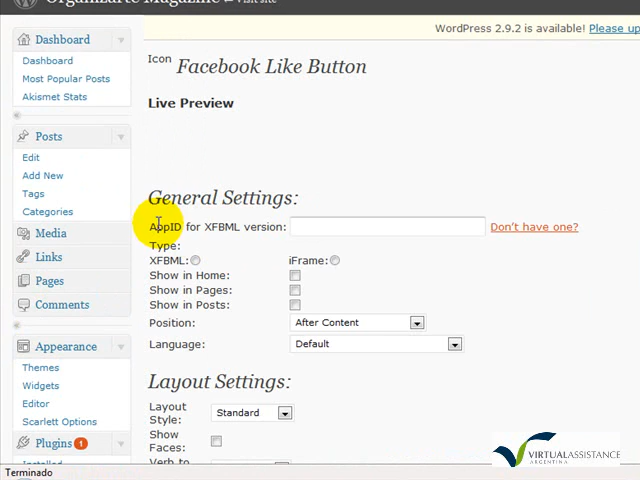 Organizarte Magazine ← Visit site
WordPress 2.9.2 is available! Please up
Dashboard
Dashboard
Most Popular Posts
Akismet Stats
Posts
Edit
Add New
Tags
Categories
Media
Links
Pages
Comments
Appearance
Themes
Widgets
Editor
Scarlett Options
Plugins 1
Installed
Icon Facebook Like Button
Live Preview
General Settings:
AppID for XFBML version: Don't have one?
Type:
XFBML: iFrame:
Show in Home:
Show in Pages:
Show in Posts:
Position: After Content
Language: Default
Layout Settings:
Layout
Style: Standard
Show
Faces:
Verb to
VIRTUALASSISTANCE
ARGENTINA
Terminado